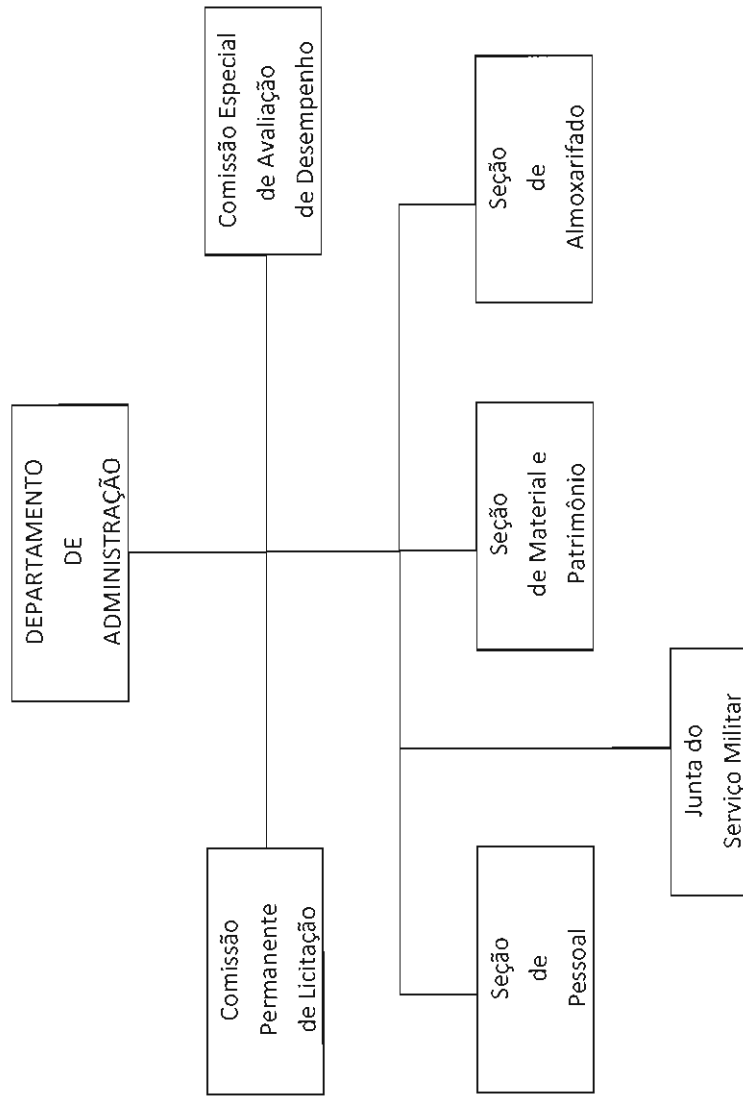 DEPARTAMENTO
DE
ADMINISTRAÇÃO
Comissão
Permanente
de Licitação
Comissão Especial
de Avaliação
de Desempenho
Seção
de
Pessoal
Seção
de Material e
Patrimônio
Seção
de
Almoxarifado
Junta do
Serviço Militar